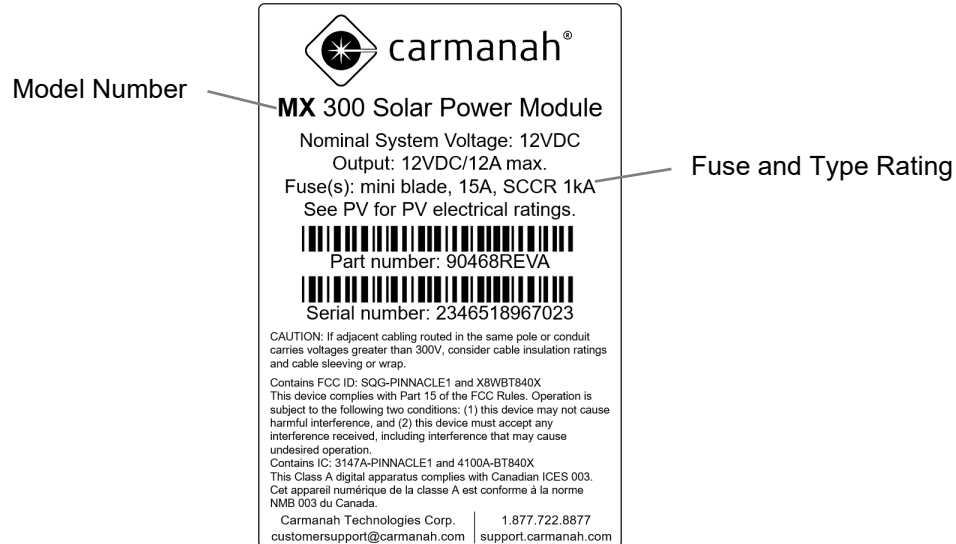 carmanah®
Model Number
MX 300 Solar Power Module
Nominal System Voltage: 12VDC
Output: 12VDC/12A max.
Fuse(s): mini blade, 15A, SCCR 1kA
Fuse and Type Rating
See PV for PV electrical ratings.
Part number: 90468REVA
Serial number: 2346518967023
CAUTION: If adjacent cabling routed in the same pole or conduit
carries voltages greater than 300V, consider cable insulation ratings
and cable sleeving or wrap.
Contains FCC ID: SQG-PINNACLE1 and X8WBT840X
This device complies with Part 15 of the FCC Rules. Operation is
subject to the following two conditions: (1) this device may not cause
harmful interference, and (2) this device must accept any
interference received, including interference that may cause
undesired operation.
Contains IC: 3147A-PINNACLE1 and 4100A-BT840X
This Class A digital apparatus complies with Canadian ICES 003.
Cet appareil numérique de la classe A est conforme à la norme
NMB 003 du Canada.
Carmanah Technologies Corp.
customersupport@carmanah.com
1.877.722.8877
support.carmanah.com